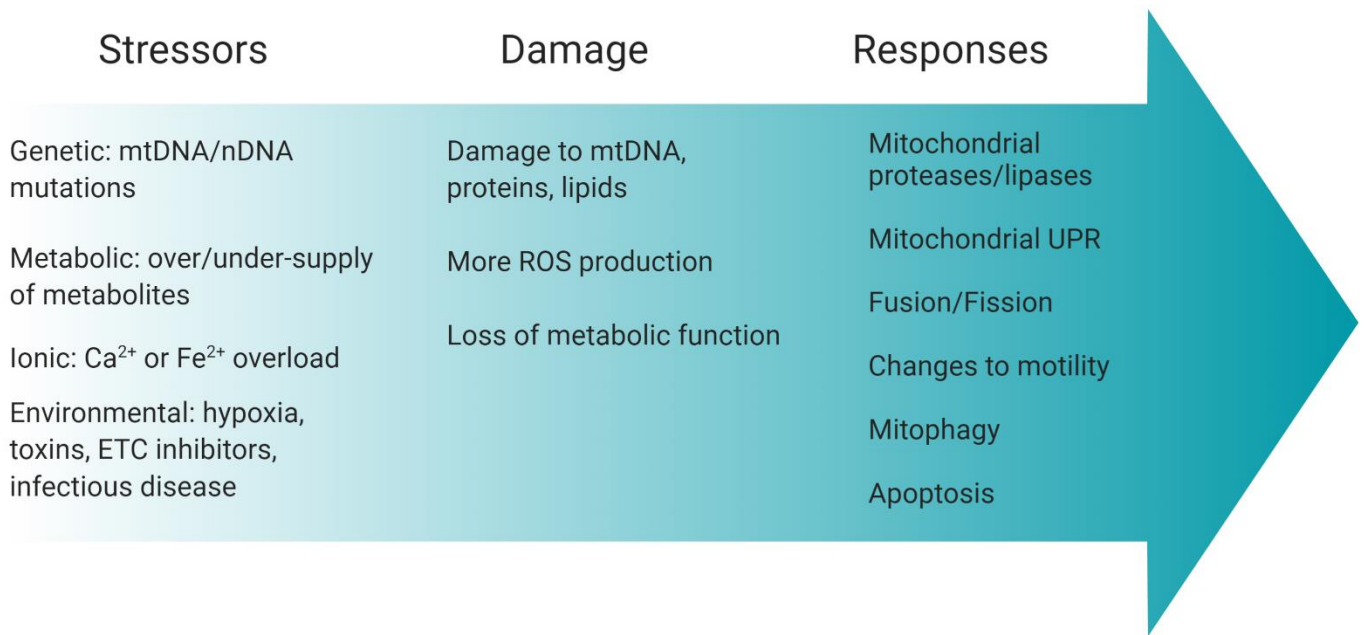 Stressors
Damage
Responses
Genetic: mtDNA/nDNA
mutations
Metabolic: over/under-supply
of metabolites
Ionic: Ca²⁺ or Fe²⁺ overload
Environmental: hypoxia,
toxins, ETC inhibitors,
infectious disease
Damage to mtDNA,
proteins, lipids
More ROS production
Loss of metabolic function
Mitochondrial
proteases/lipases
Mitochondrial UPR
Fusion/Fission
Changes to motility
Mitophagy
Apoptosis